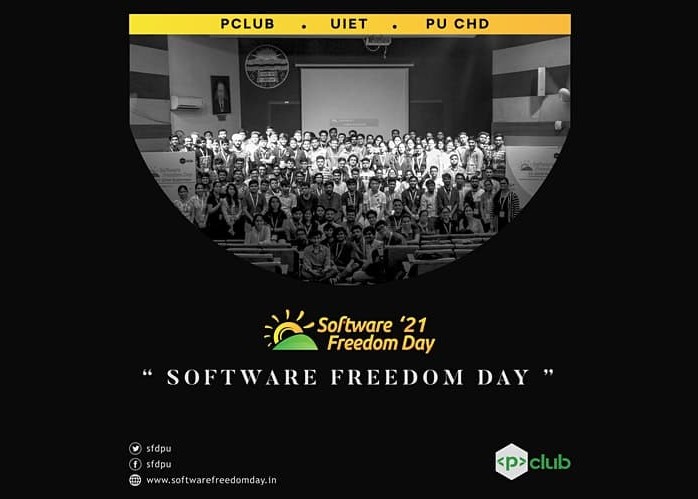 PCLUB . UIET . PU CHD
Software '21
Freedom Day
“ SOFTWARE FREEDOM DAY ”
sfdpu
sfdpu
www.softwarefreedomday.in
<p>club